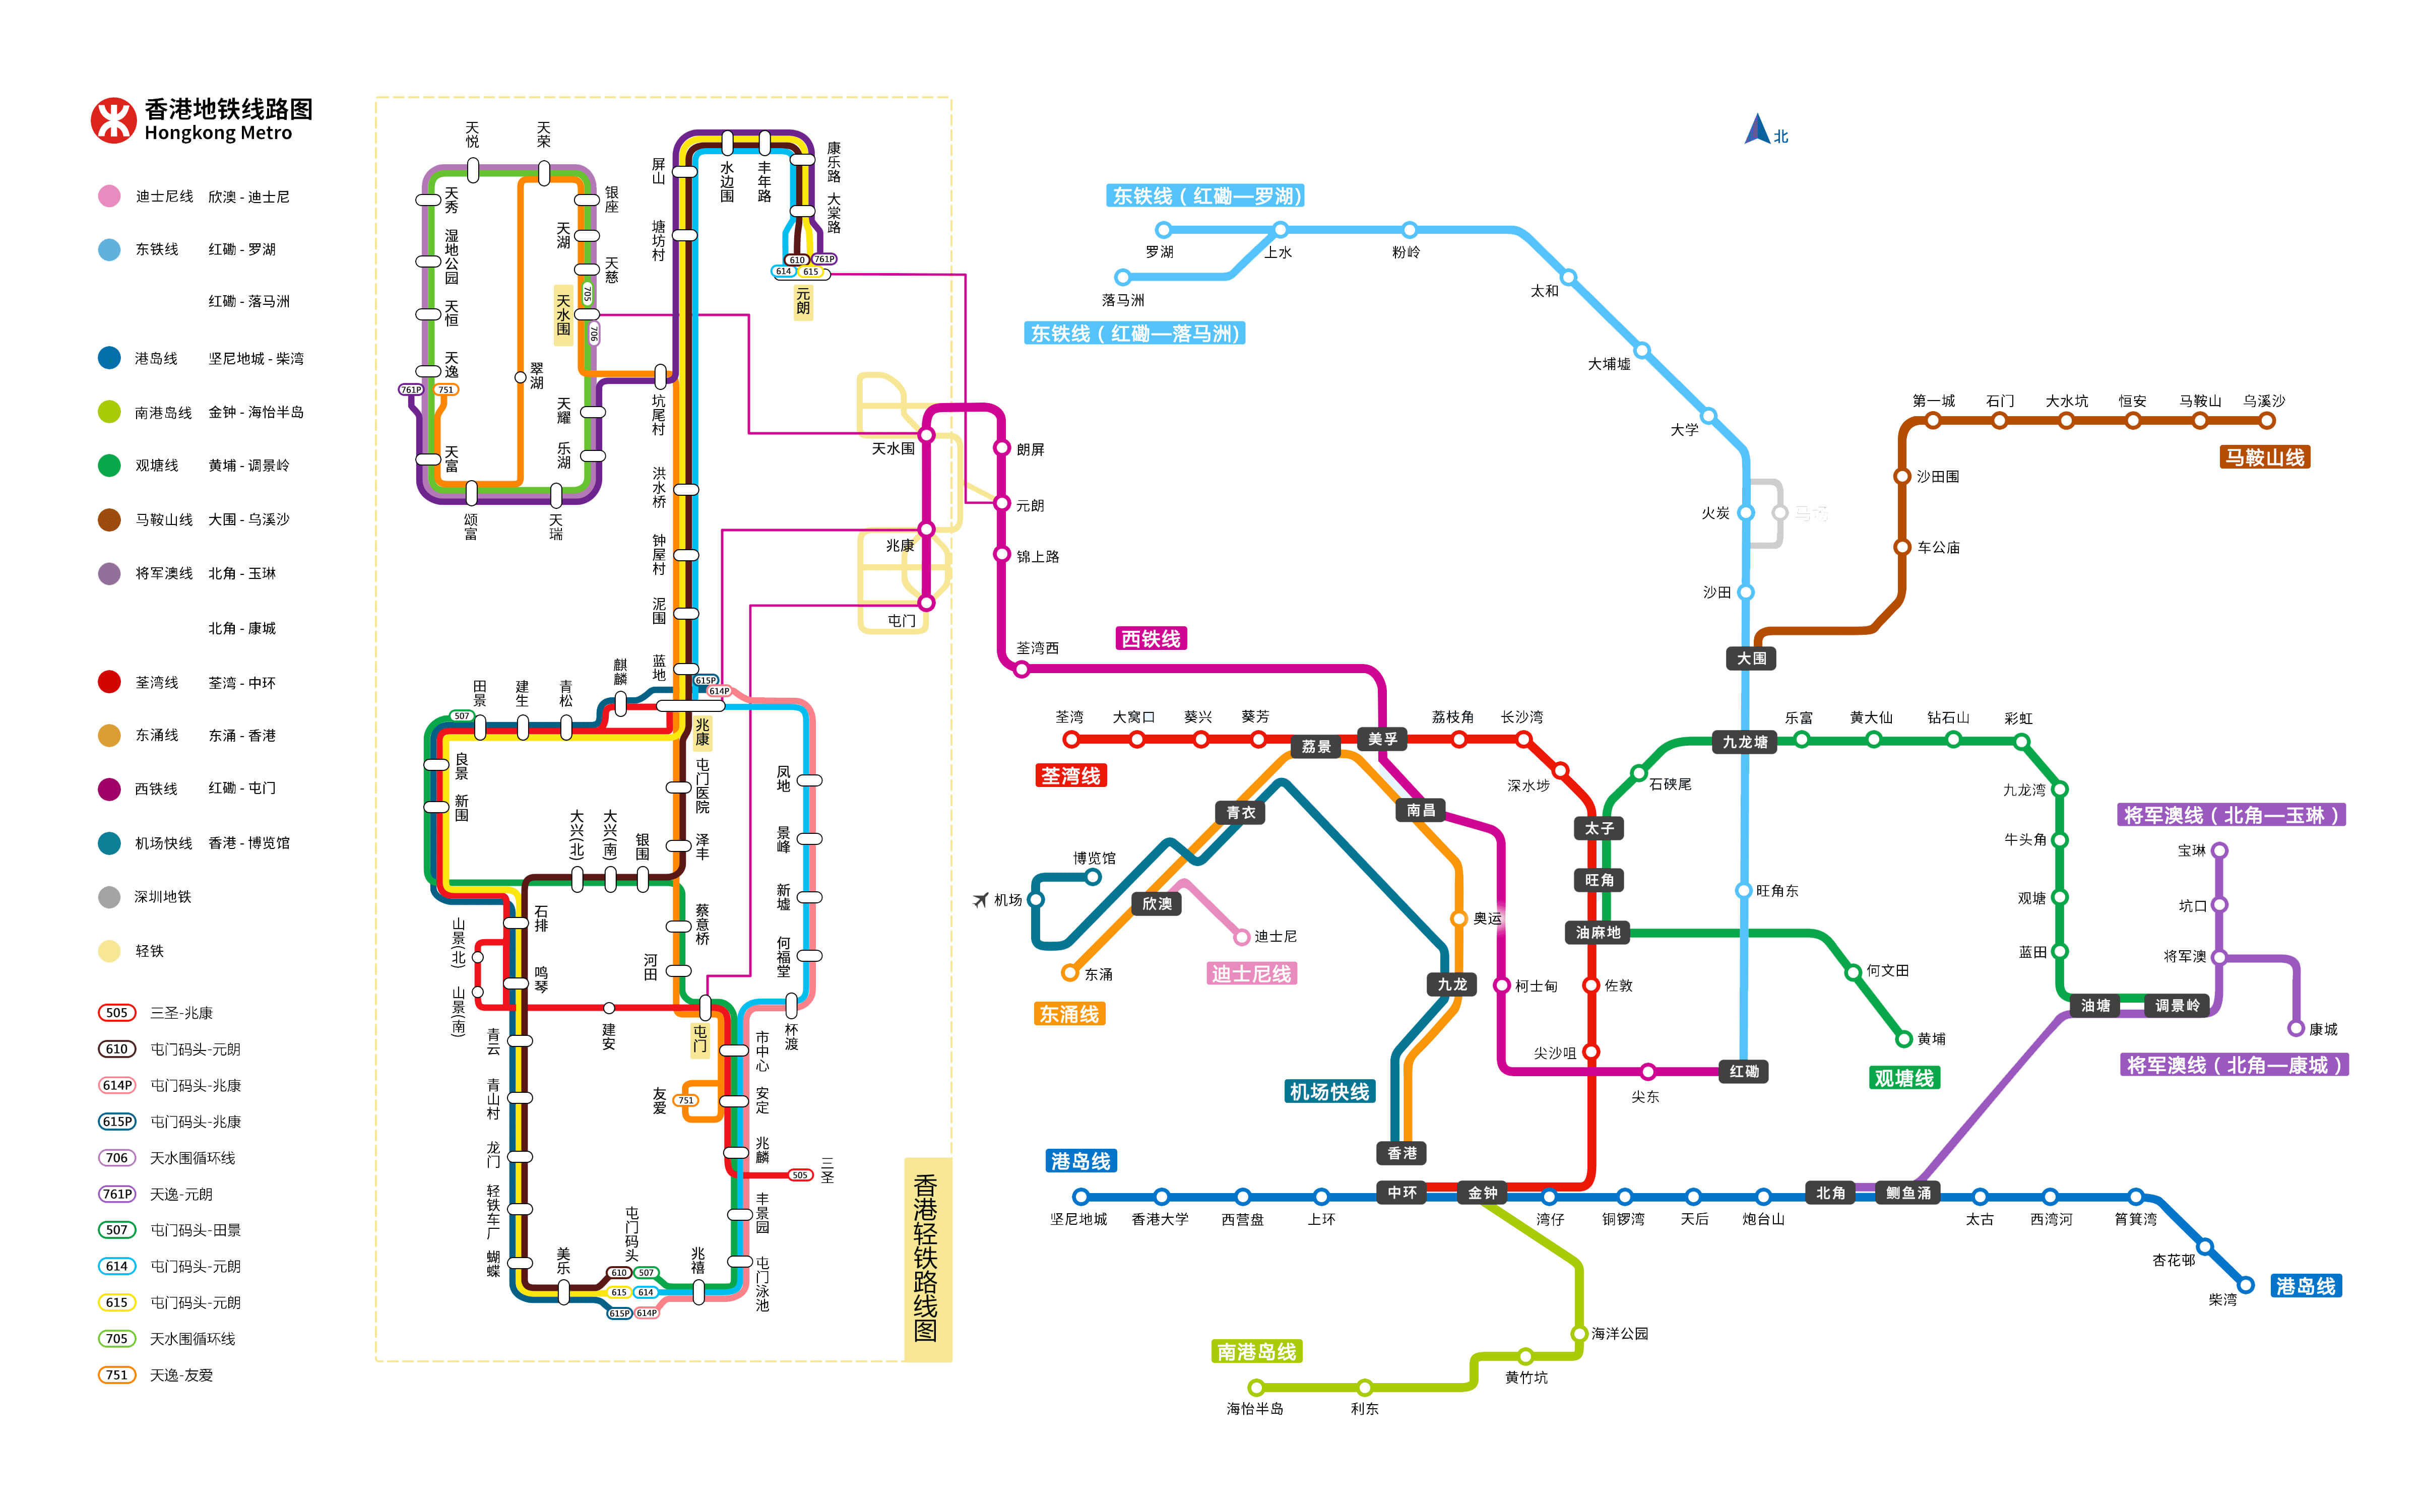 香港地铁线路图
Hongkong Metro
迪士尼线 欣澳 - 迪士尼
东铁线 红磡 - 罗湖
红磡 - 落马洲
港岛线 坚尼地城 - 柴湾
南港岛线 金钟 - 海怡半岛
观塘线 黄埔 - 调景岭
马鞍山线 大围 - 乌溪沙
将军澳线 北角 - 玉琳
北角 - 康城
荃湾线 荃湾 - 中环
东涌线 东涌 - 香港
西铁线 红磡 - 屯门
机场快线 香港 - 博览馆
深圳地铁
轻铁
505 三圣-兆康
610 屯门码头-元朗
614P 屯门码头-兆康
615P 屯门码头-兆康
706 天水围循环线
761P 天逸-元朗
507 屯门码头-田景
614 屯门码头-元朗
615 屯门码头-元朗
705 天水围循环线
751 天逸-友爱
天悦
天荣
天秀
湿地公园
天恒
天逸
761P
751
天富
颂富
天瑞
乐湖
天耀
翠湖
银座
天湖
天慈
705
天水围
706
屏山
塘坊村
水边围
丰年路
康乐路
大棠路
610
761P
614
615
元朗
坑尾村
洪水桥
钟屋村
泥围
蓝地
615P
614P
麒麟
兆康
田景
建生
青松
507
良景
新围
屯门医院
泽丰
大兴(北)
大兴(南)
银围
凤地
景峰
新墟
何福堂
石排
蔡意桥
河田
山景(北)
山景(南)
鸣琴
建安
屯门
杯渡
市中心
青云
友爱
751
安定
青山村
兆麟
龙门
505
三圣
轻铁车厂
丰景园
蝴蝶
美乐
屯门码头
610
507
615
614
615P
614P
兆禧
屯门泳池
香港轻铁路线图
北
东铁线（红磡—罗湖）
罗湖
上水
粉岭
落马洲
东铁线（红磡—落马洲）
太和
大埔墟
大学
火炭
马场
沙田
大围
第一城
石门
大水坑
恒安
马鞍山
乌溪沙
马鞍山线
沙田围
车公庙
天水围
朗屏
元朗
兆康
锦上路
屯门
荃湾西
西铁线
荃湾
大窝口
葵兴
葵芳
荔景
美孚
荔枝角
长沙湾
荃湾线
深水埗
石硖尾
九龙塘
乐富
黄大仙
钻石山
彩虹
九龙湾
牛头角
观塘
蓝田
青衣
南昌
太子
旺角
油麻地
旺角东
博览馆
机场
欣澳
迪士尼
迪士尼线
东涌
东涌线
奥运
九龙
柯士甸
佐敦
尖沙咀
尖东
红磡
何文田
黄埔
观塘线
将军澳线（北角—玉琳）
宝琳
坑口
将军澳
油塘
调景岭
康城
将军澳线（北角—康城）
机场快线
香港
港岛线
中环
金钟
北角
鲗鱼涌
坚尼地城
香港大学
西营盘
上环
湾仔
铜锣湾
天后
炮台山
太古
西湾河
筲箕湾
杏花邨
柴湾
港岛线
南港岛线
海洋公园
黄竹坑
海怡半岛
利东